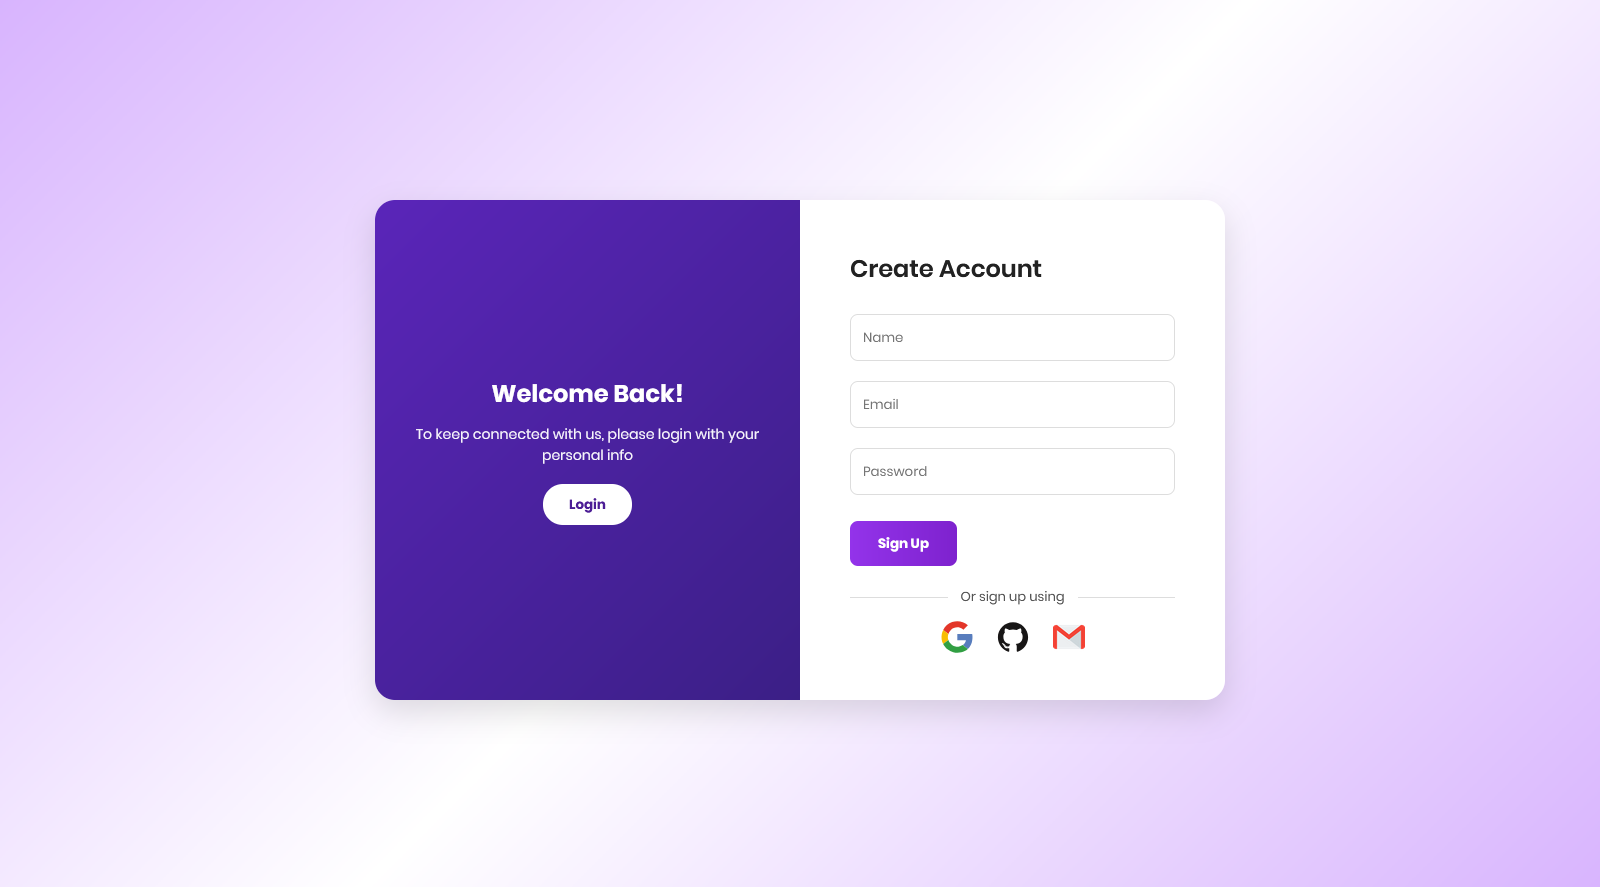 Welcome Back!
To keep connected with us, please login with your
personal info
Login
Create Account
Name
Email
Password
Sign Up
Or sign up using